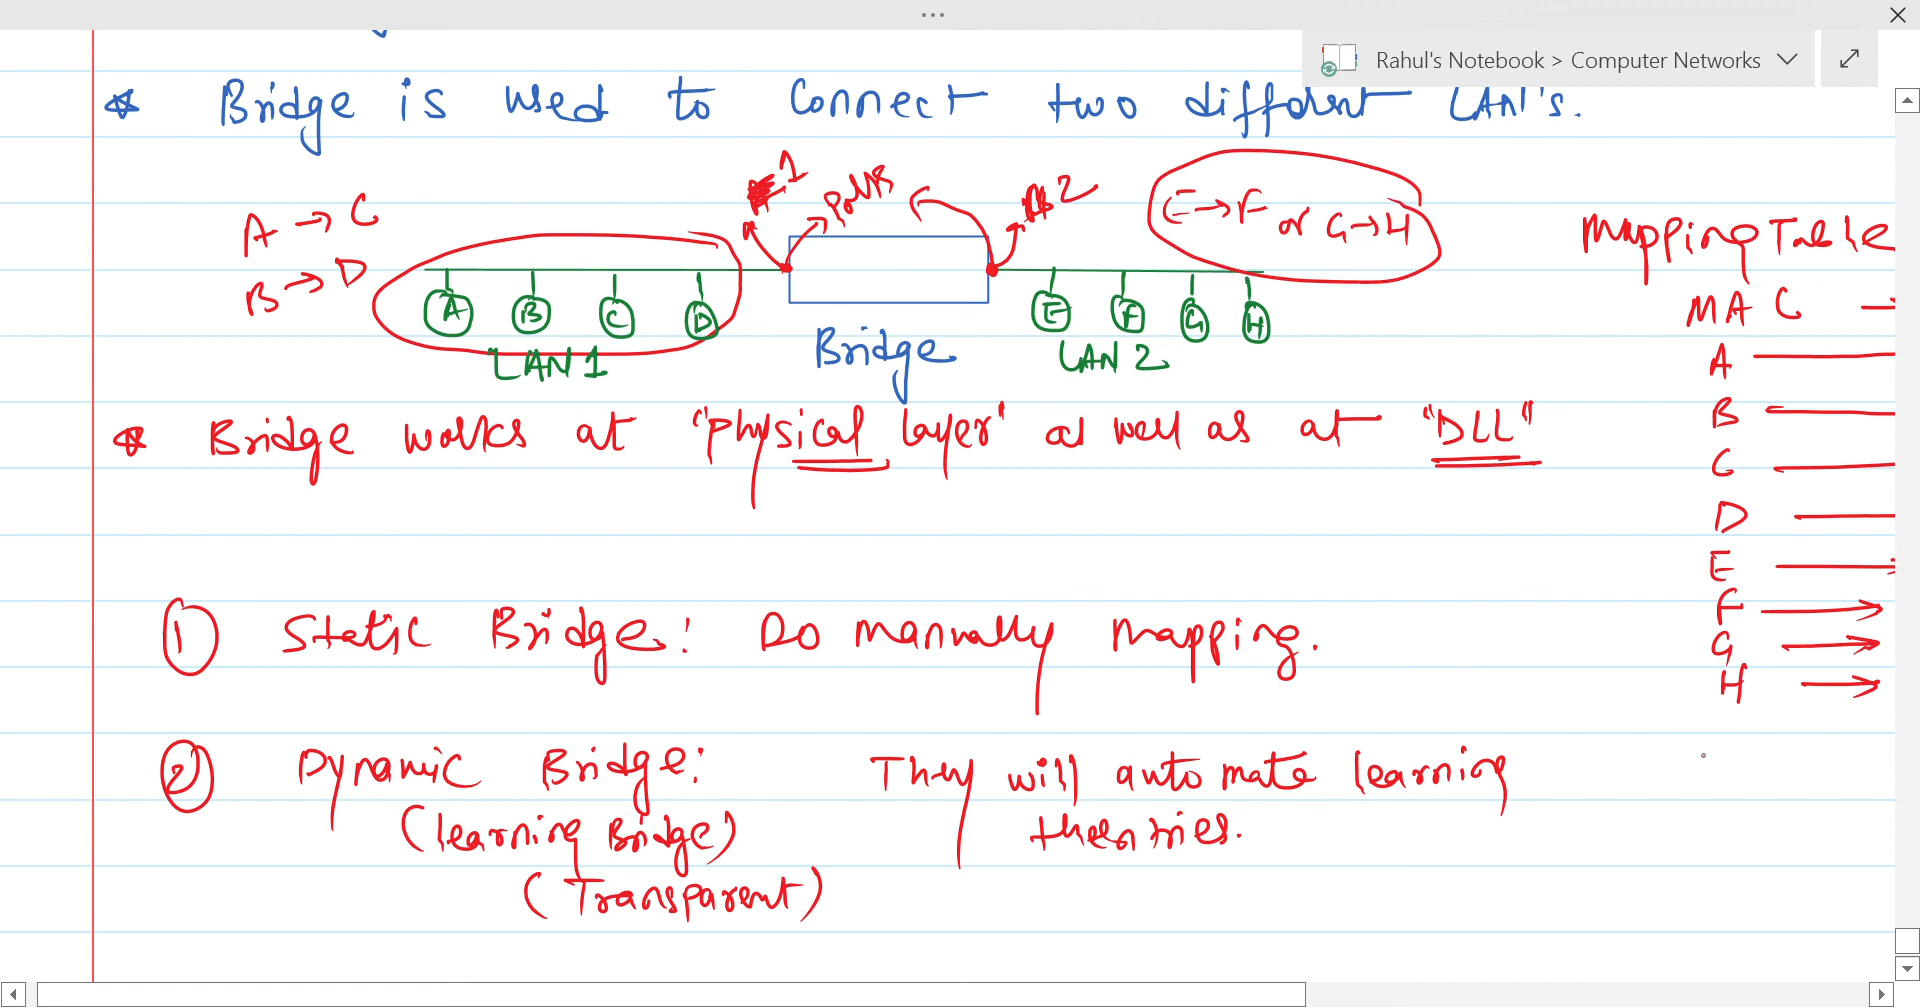 Rahul's Notebook > Computer Networks
Bridge is used to Connect two different LAN's.
A → C
B → D
1
Ports
2
E → F or G → H
A B C D
E F G H
LAN 1
Bridge
LAN 2
Mapping Table
MAC →
A
B
C
D
E →
F →
G →
H →
Bridge works at "Physical layer" as well as at "DLL"
1 Static Bridge: Do manually Mapping.
2 Dynamic Bridge: They will automate learning
(learning Bridge)
(Transparent)